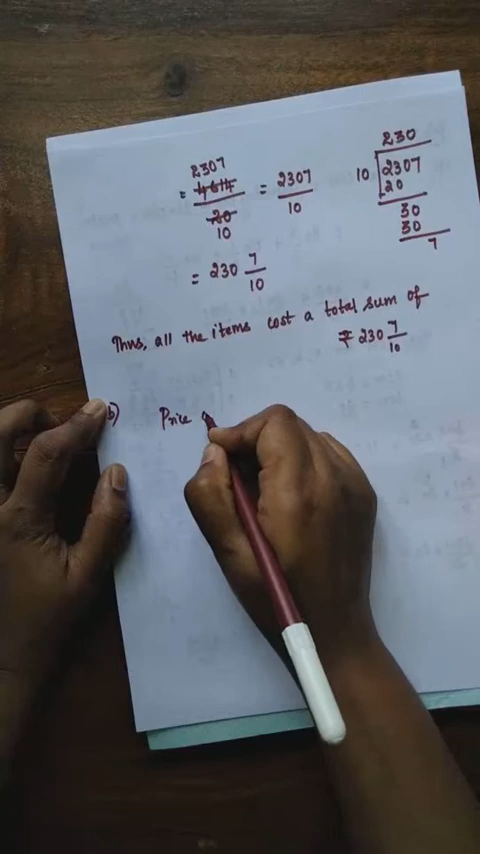 2307
= 4614 = 2307
20 10
10
230
10 2307
20
30
30
7
= 230 7/10
Thus, all the items cost a total sum of
₹ 230 7/10
b) Price